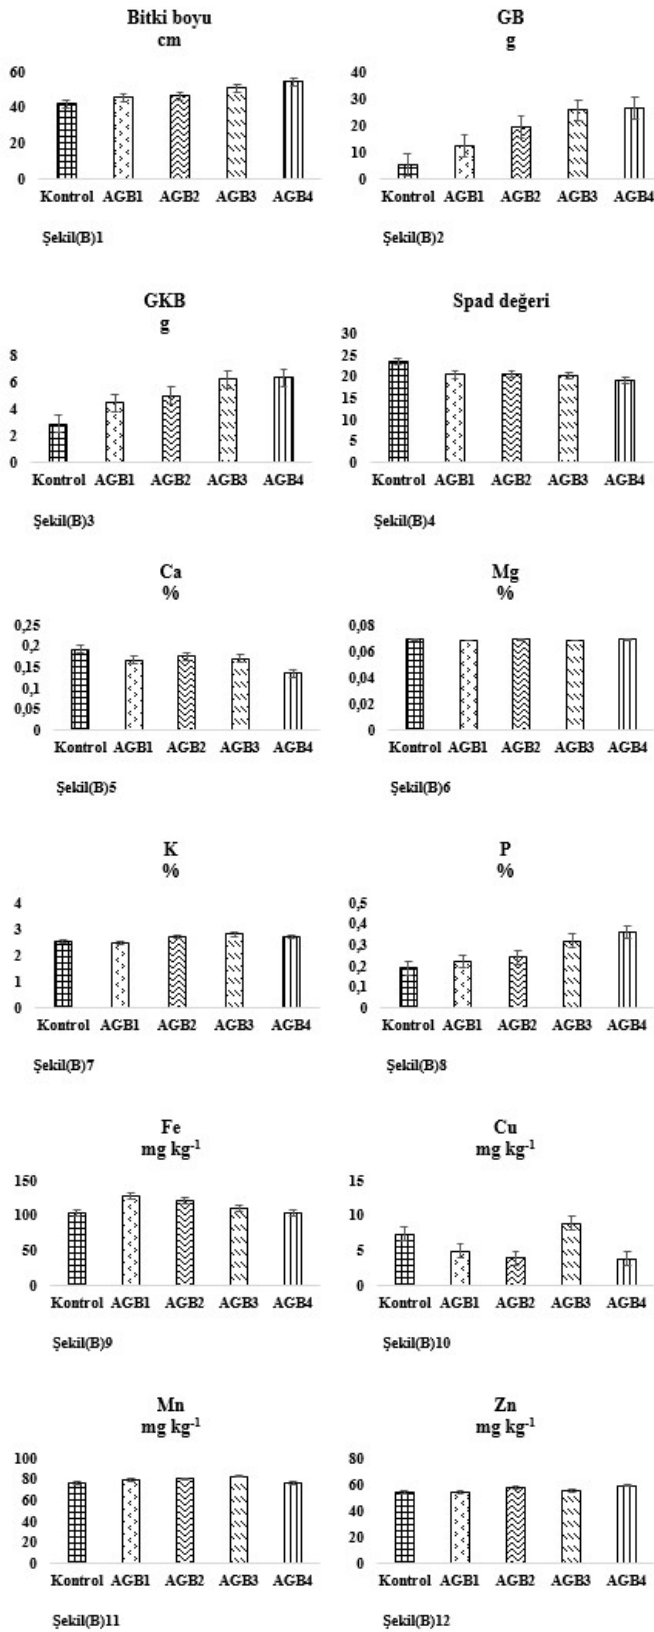 Bitki boyu
cm
60
40
20
0
Kontrol AGB1 AGB2 AGB3 AGB4
Şekil(B)1
GB
g
40
30
20
10
0
Kontrol AGB1 AGB2 AGB3 AGB4
Şekil(B)2
GKB
g
8
6
4
2
0
Kontrol AGB1 AGB2 AGB3 AGB4
Şekil(B)3
Spad değeri
30
25
20
15
10
5
0
Kontrol AGB1 AGB2 AGB3 AGB4
Şekil(B)4
Ca
%
0,25
0,2
0,15
0,1
0,05
0
Kontrol AGB1 AGB2 AGB3 AGB4
Şekil(B)5
Mg
%
0,08
0,06
0,04
0,02
0
Kontrol AGB1 AGB2 AGB3 AGB4
Şekil(B)6
K
%
4
3
2
1
0
Kontrol AGB1 AGB2 AGB3 AGB4
Şekil(B)7
P
%
0,5
0,4
0,3
0,2
0,1
0
Kontrol AGB1 AGB2 AGB3 AGB4
Şekil(B)8
Fe
mg kg⁻¹
150
100
50
0
Kontrol AGB1 AGB2 AGB3 AGB4
Şekil(B)9
Cu
mg kg⁻¹
15
10
5
0
Kontrol AGB1 AGB2 AGB3 AGB4
Şekil(B)10
Mn
mg kg⁻¹
100
80
60
40
20
0
Kontrol AGB1 AGB2 AGB3 AGB4
Şekil(B)11
Zn
mg kg⁻¹
80
60
40
20
0
Kontrol AGB1 AGB2 AGB3 AGB4
Şekil(B)12